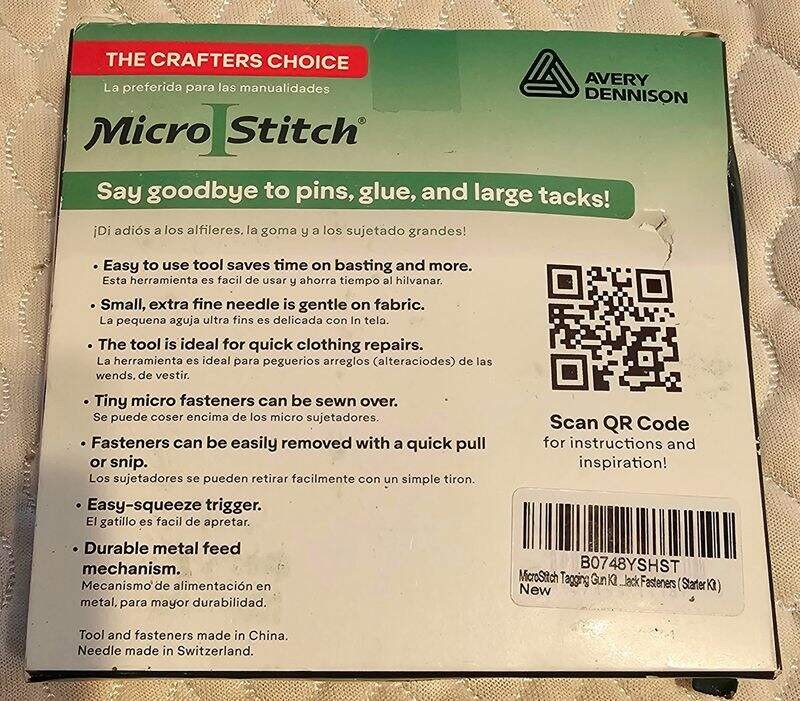 THE CRAFTERS CHOICE
La preferida para las manualidades
MicroStitch®
AVERY
DENNISON
Say goodbye to pins, glue, and large tacks!
¡Di adiós a los alfileres, la goma y a los sujetado grandes!
• Easy to use tool saves time on basting and more.
Esta herramienta es facil de usar y ahorra tiempo al hilvanar.
• Small, extra fine needle is gentle on fabric.
La pequena aguja ultra fins es delicada con In tela.
• The tool is ideal for quick clothing repairs.
La herramienta es ideal para peguerios arreglos (alteraciodes) de las
wends, de vestir.
• Tiny micro fasteners can be sewn over.
Se puede coser encima de los micro sujetadores.
• Fasteners can be easily removed with a quick pull
or snip.
Los sujetadores se pueden retirar facilmente con un simple tiron.
• Easy-squeeze trigger.
El gatillo es facil de apretar.
• Durable metal feed
mechanism.
Mecanismo de alimentación en
metal, para mayor durabilidad.
Tool and fasteners made in China.
Needle made in Switzerland.
Scan QR Code
for instructions and
inspiration!
B0748YSHST
MicroStitch Tagging Gun Kit ...lack Fasteners ( Starter Kit )
New